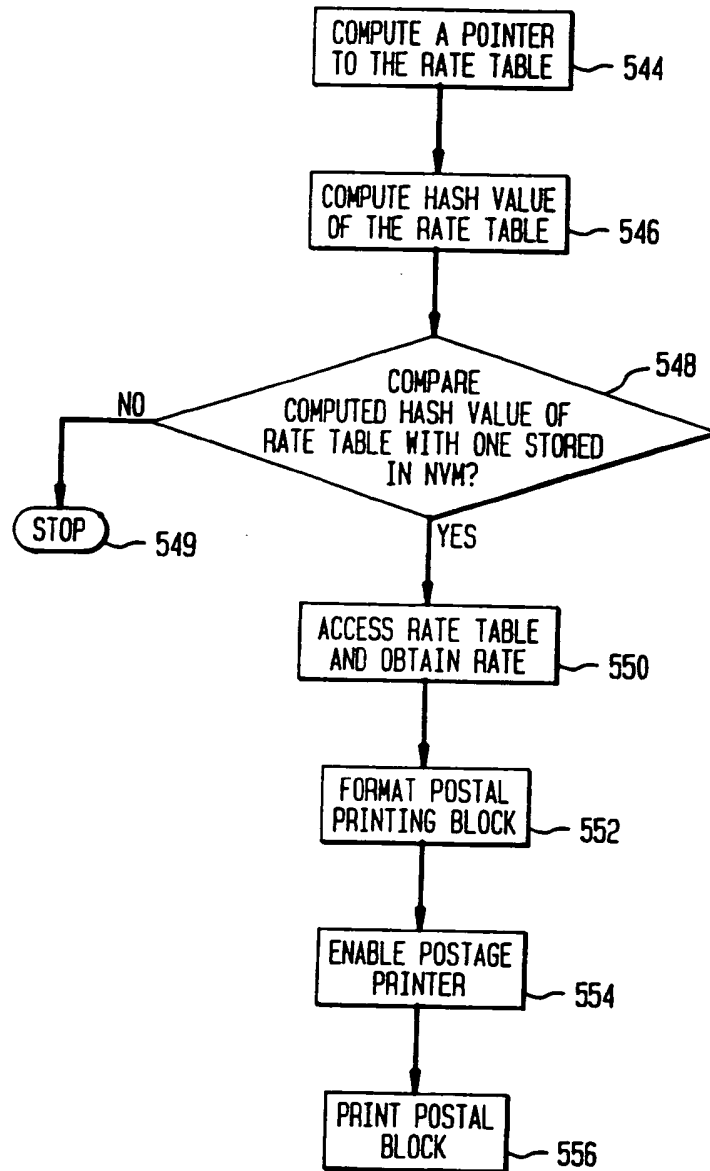 COMPUTE A POINTER
TO THE RATE TABLE
544
COMPUTE HASH VALUE
OF THE RATE TABLE
546
548
COMPARE
COMPUTED HASH VALUE OF
RATE TABLE WITH ONE STORED
IN NVM?
NO
STOP
549
YES
ACCESS RATE TABLE
AND OBTAIN RATE
550
FORMAT POSTAL
PRINTING BLOCK
552
ENABLE POSTAGE
PRINTER
554
PRINT POSTAL
BLOCK
556